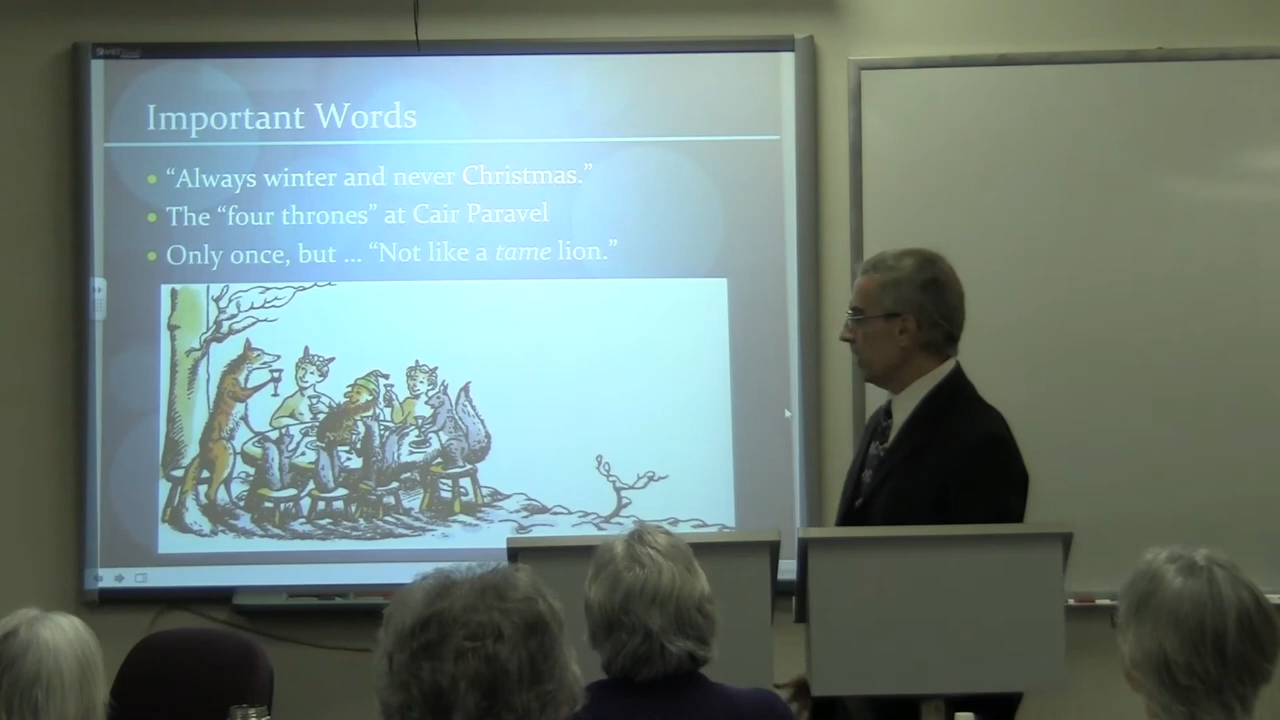 Important Words
• “Always winter and never Christmas.”
• The “four thrones” at Cair Paravel
• Only once, but ... “Not like a tame lion.”